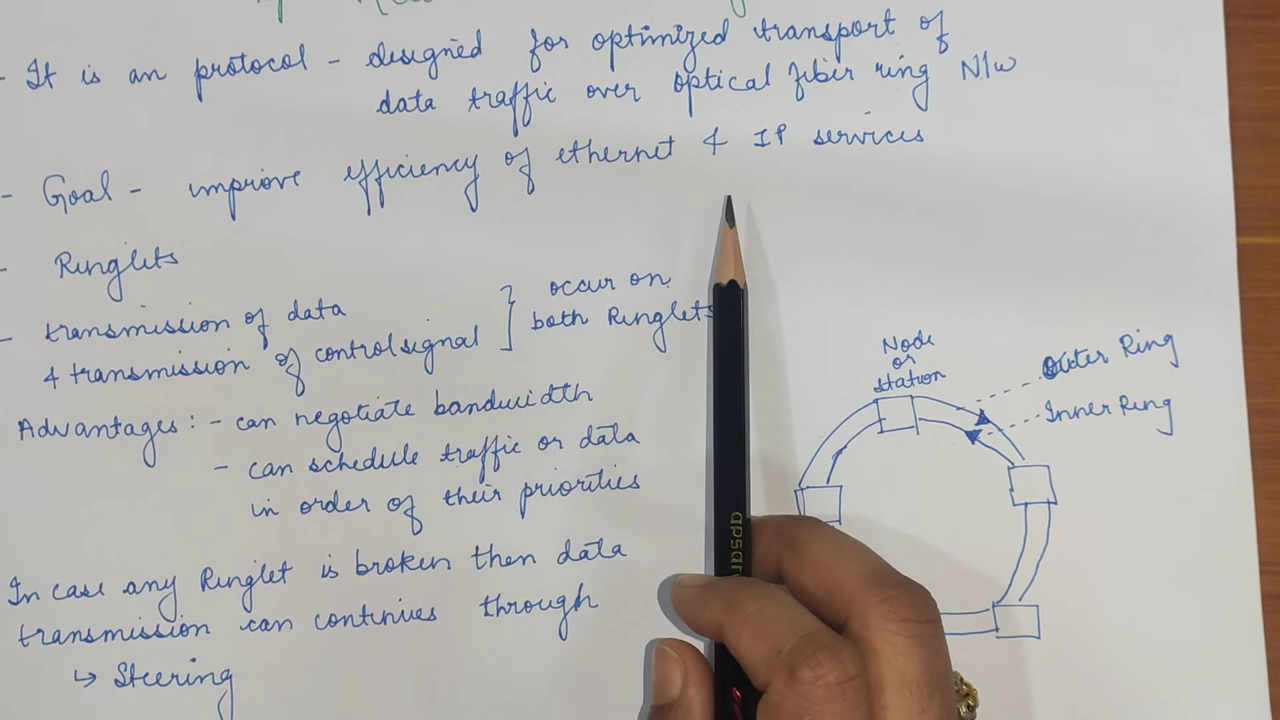 - It is an protocol - designed for optimized transport of
data traffic over optical fiber ring N/w
- Goal - improve efficiency of ethernet & IP services
- Ringlets
- transmission of data
& transmission of control signal
occur on
both Ringlets
Advantages : - can negotiate bandwidth
- can schedule traffic or data
in order of their priorities
In case any Ringlet is broken then data
transmission can continues through
↳ Steering
Node
or
station
Outer Ring
Inner Ring
apsar